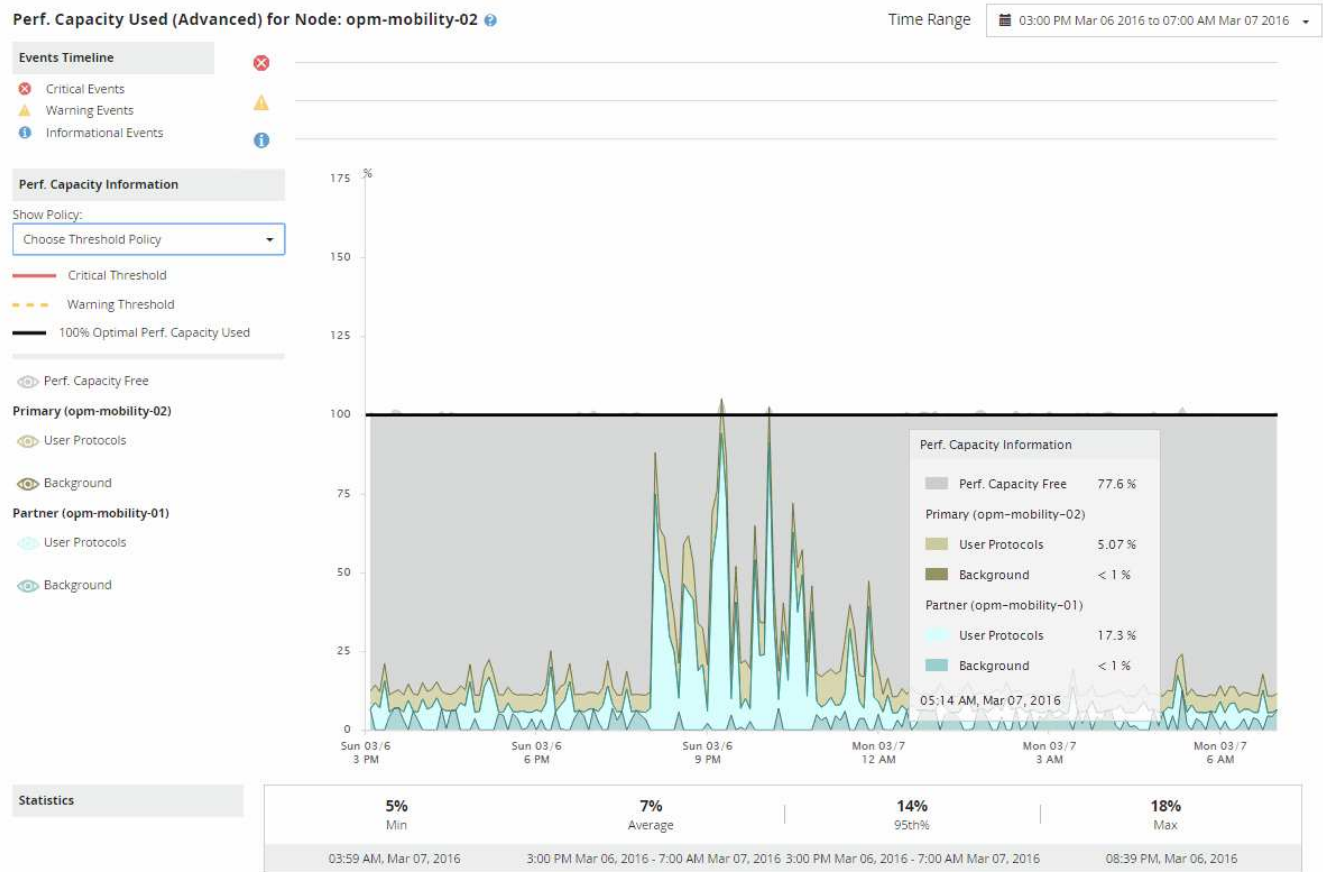 Perf. Capacity Used (Advanced) for Node: opm-mobility-02
Time Range
03:00 PM Mar 06 2016 to 07:00 AM Mar 07 2016
Events Timeline
Critical Events
Warning Events
Informational Events
Perf. Capacity Information
Show Policy:
Choose Threshold Policy
Critical Threshold
Warning Threshold
100% Optimal Perf. Capacity Used
Perf. Capacity Free
Primary (opm-mobility-02)
User Protocols
Background
Partner (opm-mobility-01)
User Protocols
Background
%
175
150
125
100
75
50
25
0
Sun 03/6 3 PM
Sun 03/6 6 PM
Sun 03/6 9 PM
Mon 03/7 12 AM
Mon 03/7 3 AM
Mon 03/7 6 AM
Perf. Capacity Information
Perf. Capacity Free 77.6 %
Primary (opm-mobility-02)
User Protocols 5.07 %
Background < 1 %
Partner (opm-mobility-01)
User Protocols 17.3 %
Background < 1 %
05:14 AM, Mar 07, 2016
Statistics
5% 7% 14% 18%
Min Average 95th% Max
03:59 AM, Mar 07, 2016 3:00 PM Mar 06, 2016 - 7:00 AM Mar 07, 2016 3:00 PM Mar 06, 2016 - 7:00 AM Mar 07, 2016 08:39 PM, Mar 06, 2016